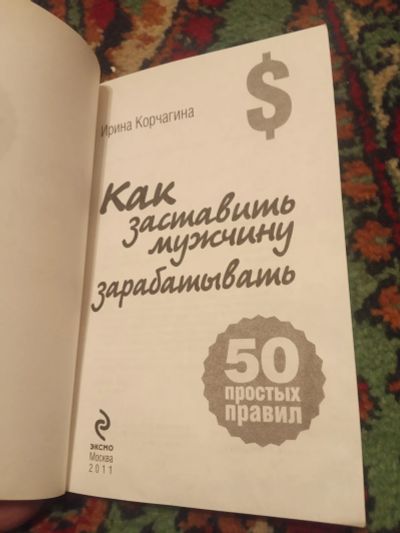 $
Ирина Корчагина
Как
заставить
мужчину
зарабатывать
50
простых
правил
ЭКСМО
Москва
2011